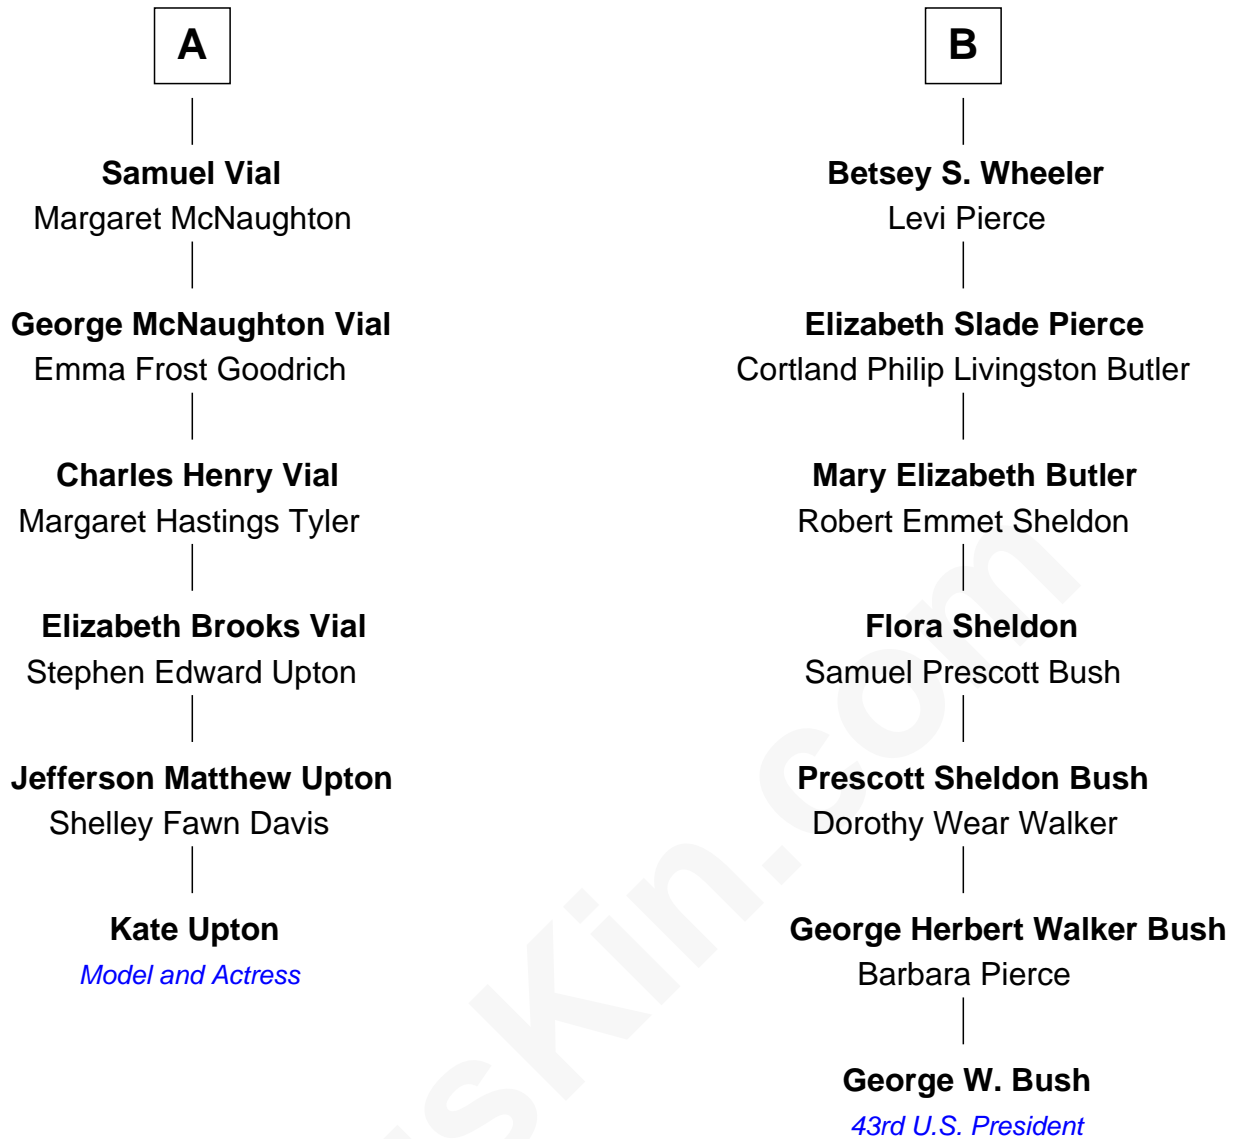 A
Samuel Vial
Margaret McNaughton
George McNaughton Vial
Emma Frost Goodrich
Charles Henry Vial
Margaret Hastings Tyler
Elizabeth Brooks Vial
Stephen Edward Upton
Jefferson Matthew Upton
Shelley Fawn Davis
Kate Upton
Model and Actress
B
Betsey S. Wheeler
Levi Pierce
Elizabeth Slade Pierce
Cortland Philip Livingston Butler
Mary Elizabeth Butler
Robert Emmet Sheldon
Flora Sheldon
Samuel Prescott Bush
Prescott Sheldon Bush
Dorothy Wear Walker
George Herbert Walker Bush
Barbara Pierce
George W. Bush
43rd U.S. President
sKin.com